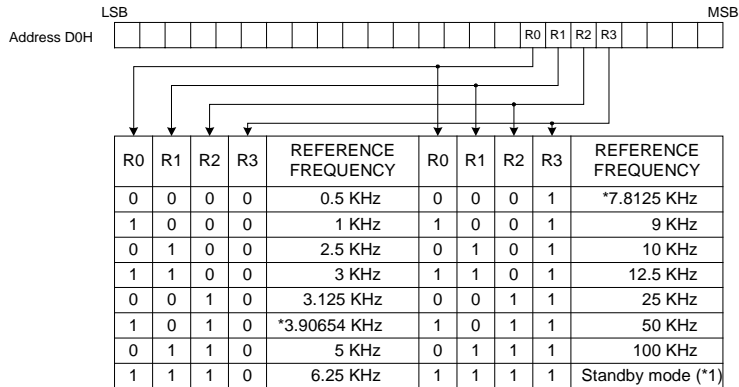 LSB MSB
Address D0H R0 R1 R2 R3
R0 R1 R2 R3 REFERENCE FREQUENCY R0 R1 R2 R3 REFERENCE FREQUENCY
0 0 0 0 0.5 KHz 0 0 0 1 *7.8125 KHz
1 0 0 0 1 KHz 1 0 0 1 9 KHz
0 1 0 0 2.5 KHz 0 1 0 1 10 KHz
1 1 0 0 3 KHz 1 1 0 1 12.5 KHz
0 0 1 0 3.125 KHz 0 0 1 1 25 KHz
1 0 1 0 *3.90654 KHz 1 0 1 1 50 KHz
0 1 1 0 5 KHz 0 1 1 1 100 KHz
1 1 1 0 6.25 KHz 1 1 1 1 Standby mode (*1)